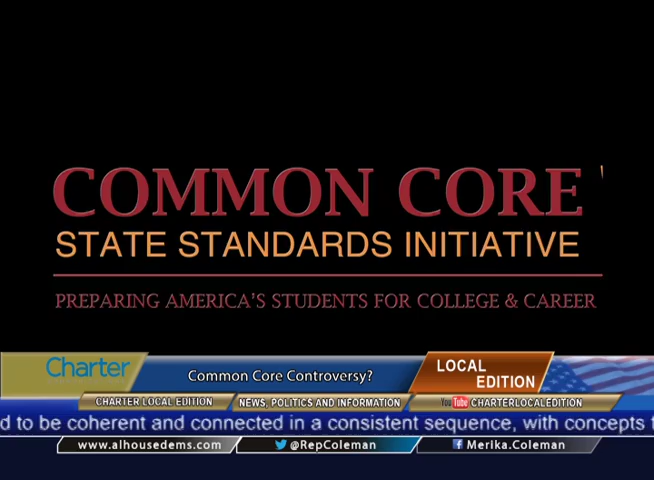 COMMON CORE
STATE STANDARDS INITIATIVE
PREPARING AMERICA'S STUDENTS FOR COLLEGE & CAREER
Charter
Common Core Controversy?
LOCAL
EDITION
CHARTER LOCAL EDITION
NEWS, POLITICS AND INFORMATION
YouTube CHARTERLOCALEDITION
to be coherent and connected in a consistent sequence, with concepts
www.alhousedems.com
@RepColeman
Merika.Coleman